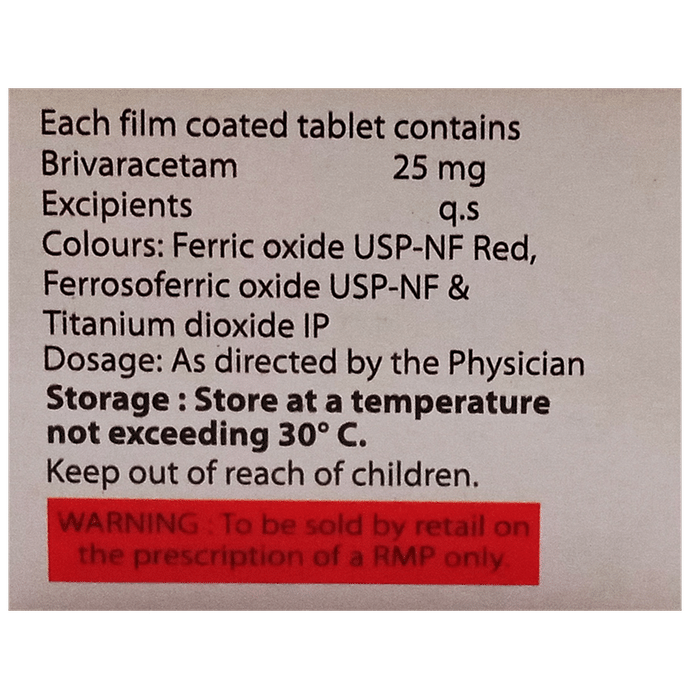 Each film coated tablet contains
Brivaracetam 25 mg
Excipients q.s
Colours: Ferric oxide USP-NF Red,
Ferrosoferric oxide USP-NF &
Titanium dioxide IP
Dosage: As directed by the Physician
Storage : Store at a temperature
not exceeding 30° C.
Keep out of reach of children.
WARNING : To be sold by retail on
the prescription of a RMP only.